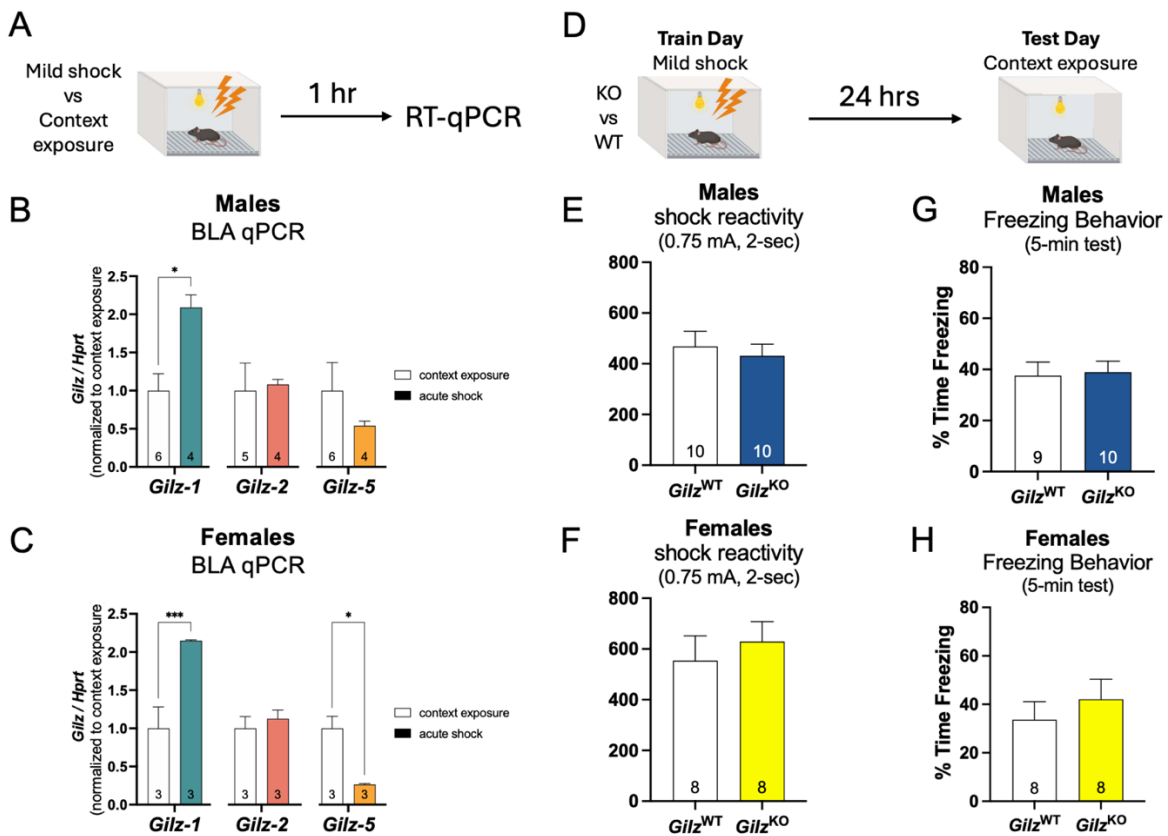 A
Mild shock
vs
Context
exposure
1 hr
RT-qPCR
D
Train Day
Mild shock
KO
vs
WT
24 hrs
Test Day
Context exposure
B
Males
BLA qPCR
Gilz / Hprt
(normalized to context exposure)
2.5
2.0
1.5
1.0
0.5
0.0
*
6
4
5
4
6
4
Gilz-1
Gilz-2
Gilz-5
context exposure
acute shock
E
Males
shock reactivity
(0.75 mA, 2-sec)
800
600
400
200
0
10
10
GilzWT
GilzKO
G
Males
Freezing Behavior
(5-min test)
% Time Freezing
80
60
40
20
0
9
10
GilzWT
GilzKO
C
Females
BLA qPCR
Gilz / Hprt
(normalized to context exposure)
2.5
2.0
1.5
1.0
0.5
0.0
***
*
3
3
3
3
3
3
Gilz-1
Gilz-2
Gilz-5
context exposure
acute shock
F
Females
shock reactivity
(0.75 mA, 2-sec)
800
600
400
200
0
8
8
GilzWT
GilzKO
H
Females
Freezing Behavior
(5-min test)
% Time Freezing
80
60
40
20
0
8
8
GilzWT
GilzKO